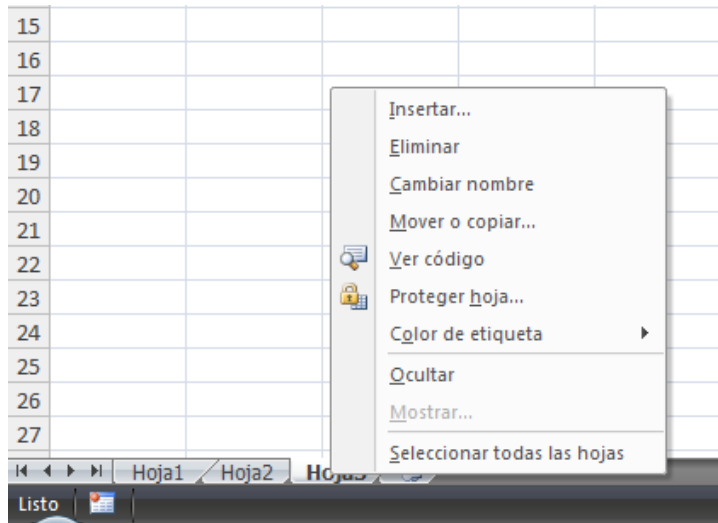 15
16
17
Insertar...
18
Eliminar
19
Cambiar nombre
20
Mover o copiar...
21
22
Ver código
23
Proteger hoja...
24
Color de etiqueta
25
Ocultar
26
Mostrar...
27
Seleccionar todas las hojas
Hoja1 Hoja2
Listo